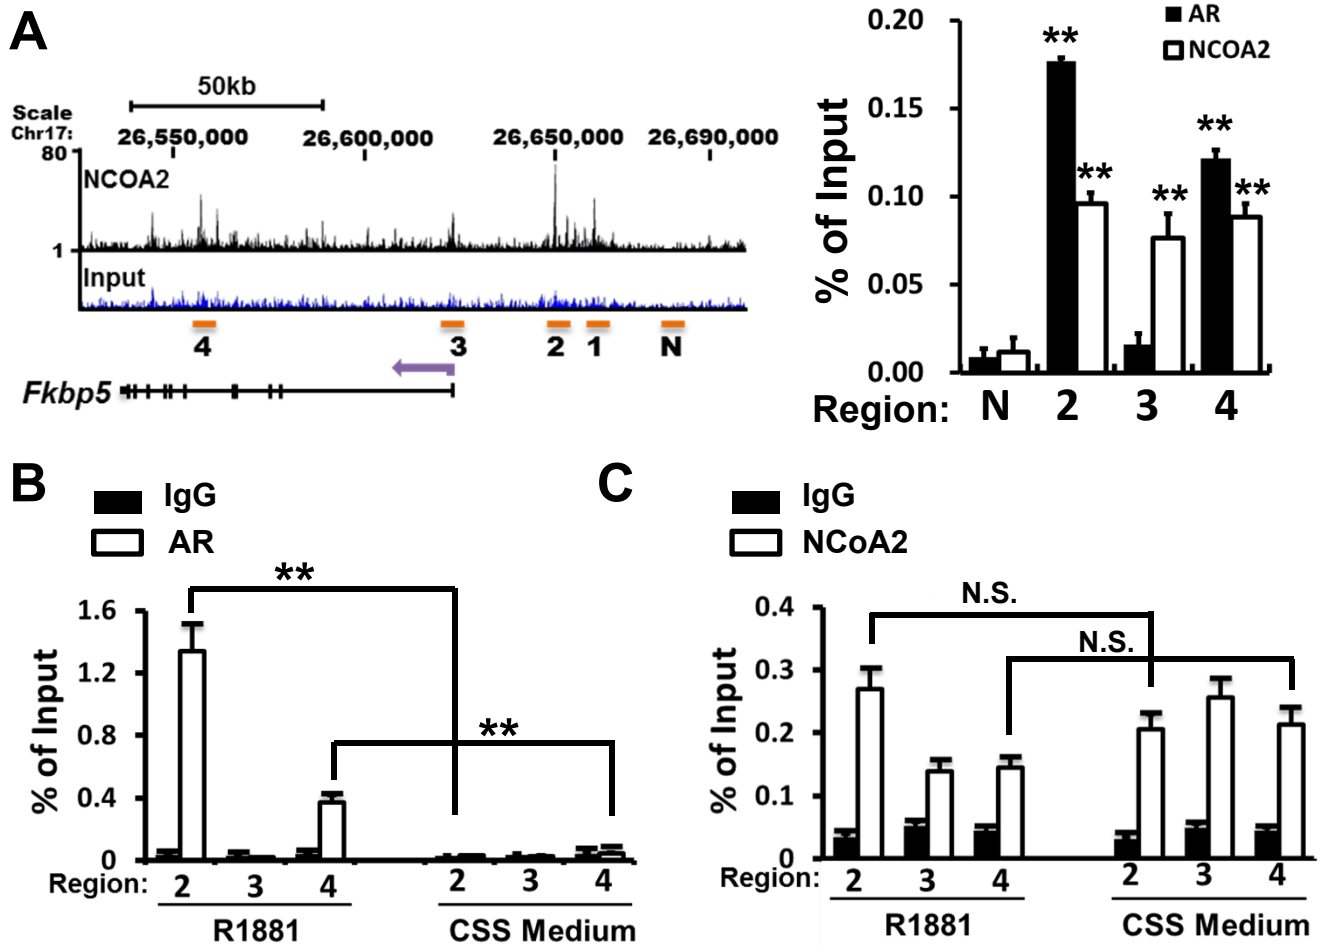 A
50kb
Scale
Chr17:
26,550,000 26,600,000 26,650,000 26,690,000
80
NCOA2
1
Input
4 3 2 1 N
Fkbp5
AR
NCOA2
% of Input
0.20
0.15
0.10
0.05
0.00
** ** ** ** **
Region: N 2 3 4
B
IgG
AR
**
**
% of Input
1.6
1.2
0.8
0.4
0
Region: 2 3 4 2 3 4
R1881 CSS Medium
C
IgG
NCoA2
N.S.
N.S.
% of Input
0.4
0.3
0.2
0.1
0
Region: 2 3 4 2 3 4
R1881 CSS Medium